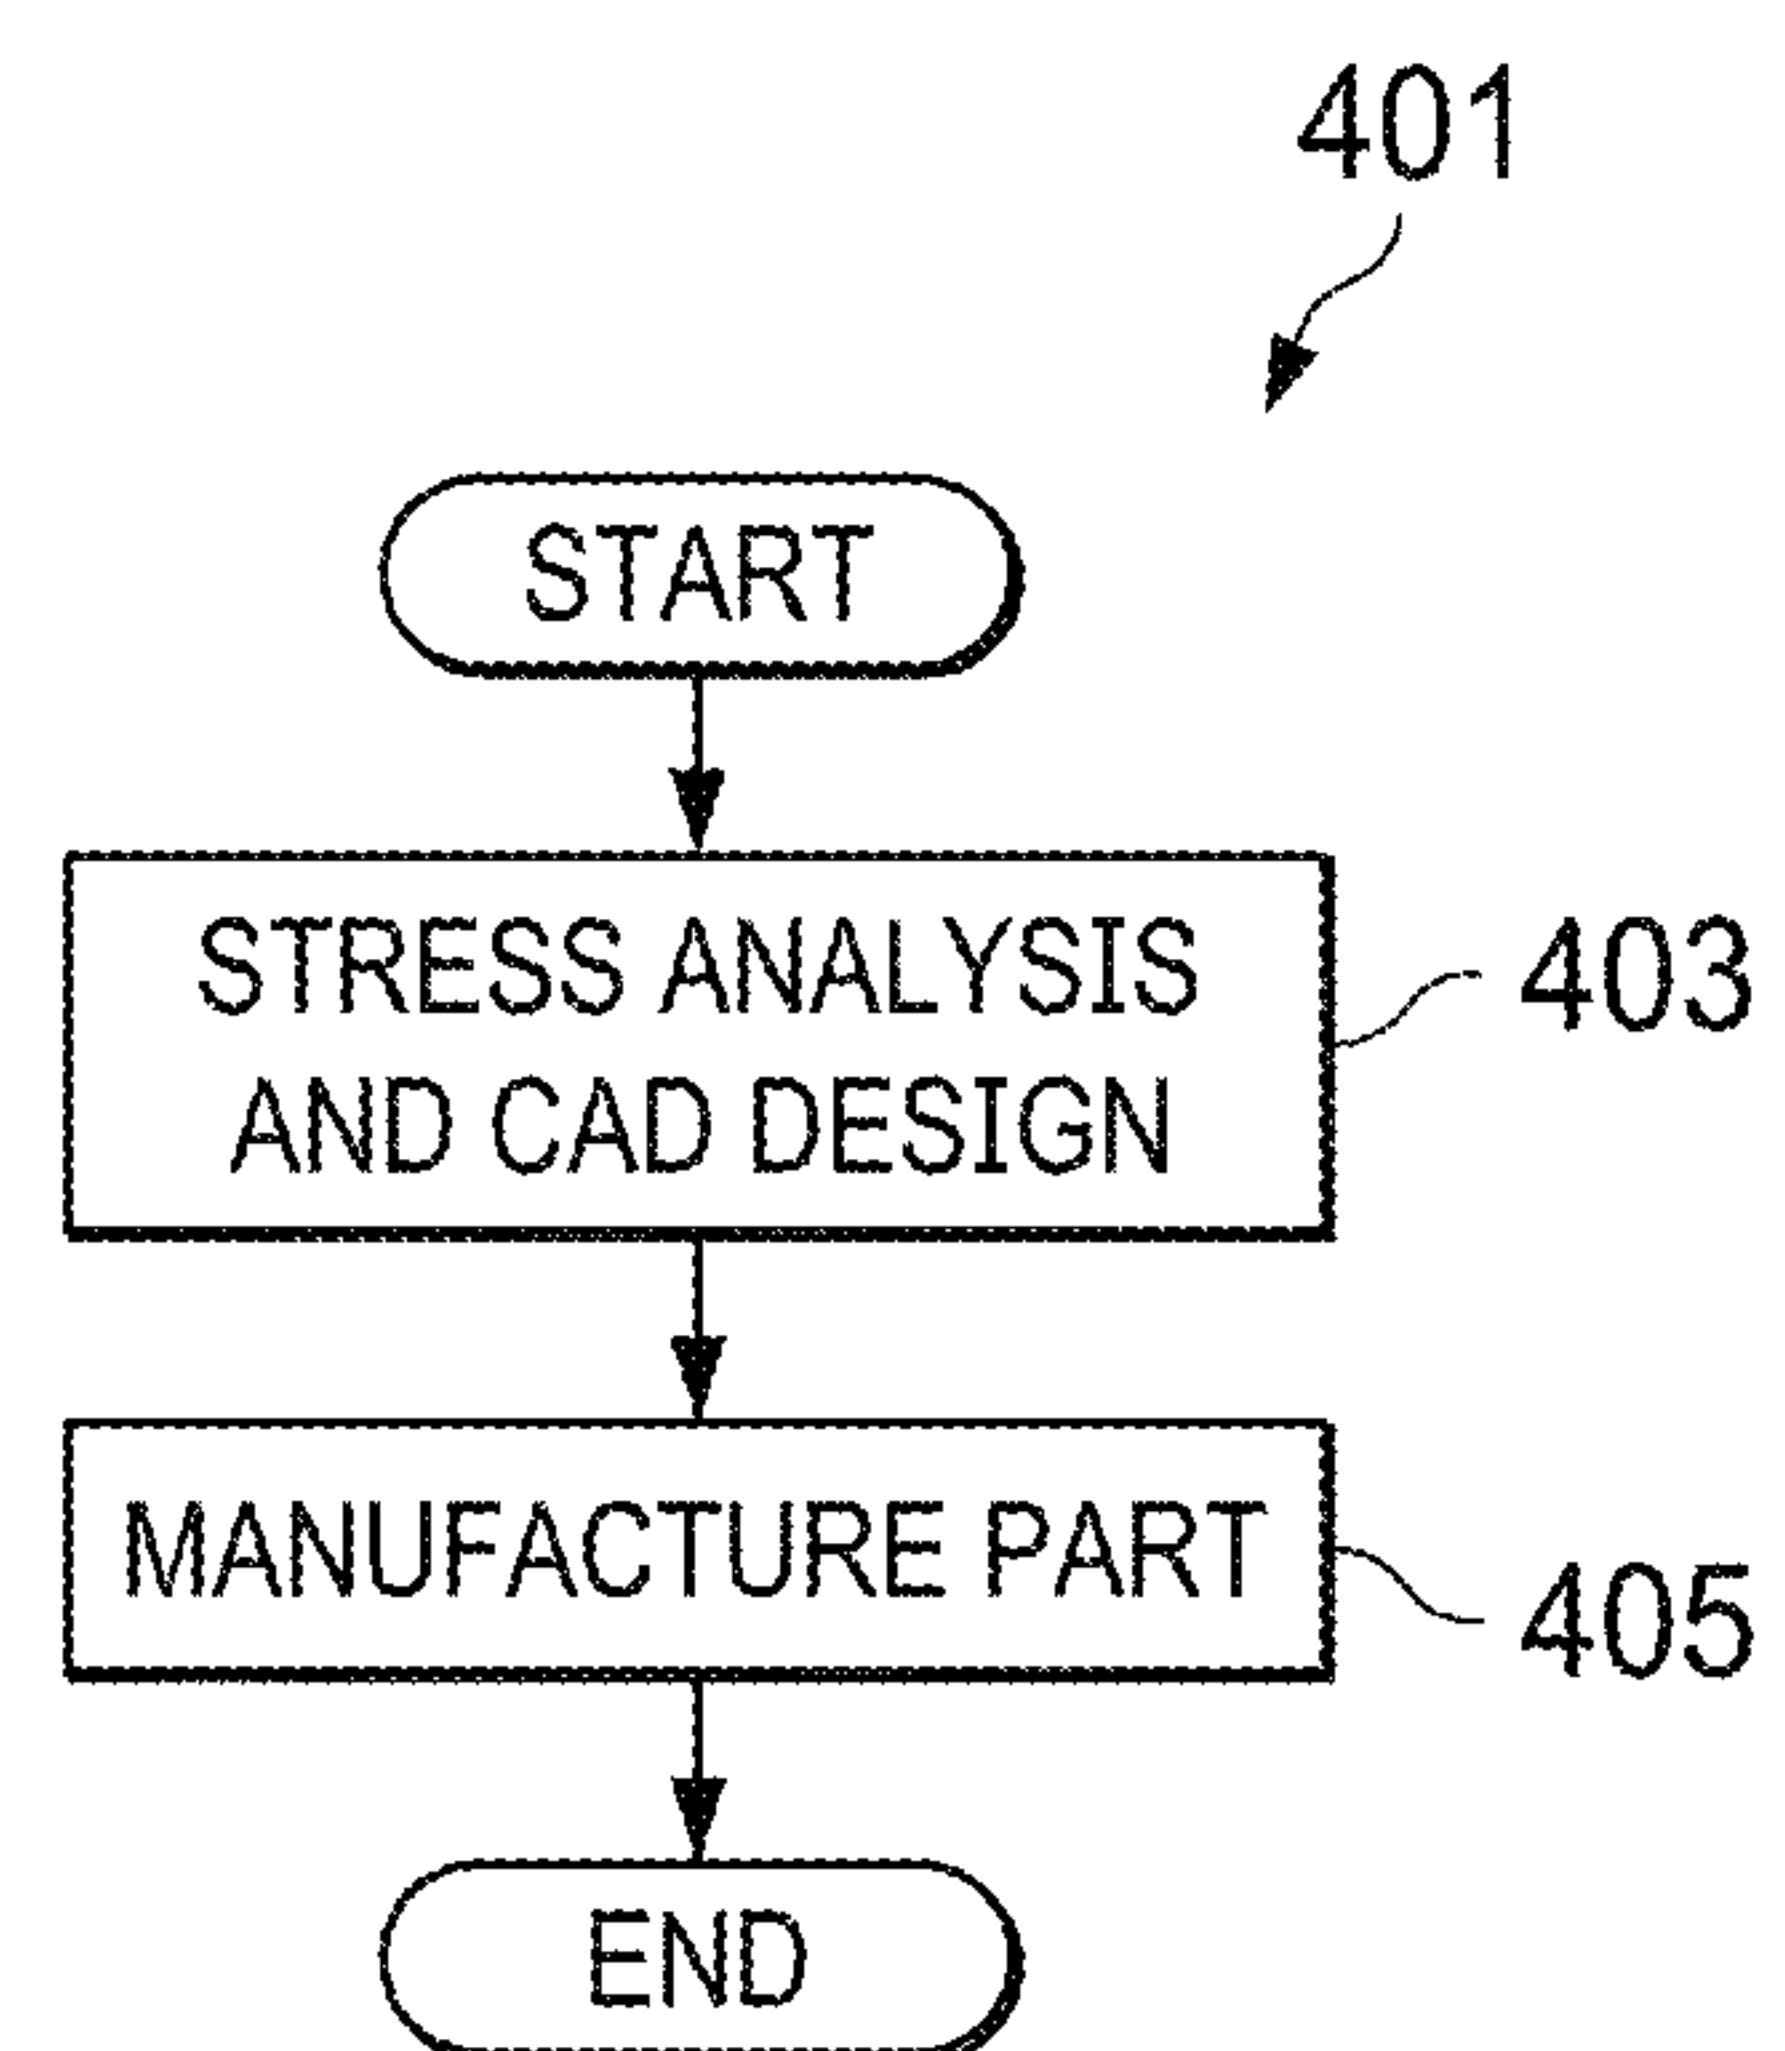 401
START
STRESS ANALYSIS
AND CAD DESIGN
403
MANUFACTURE PART
405
END